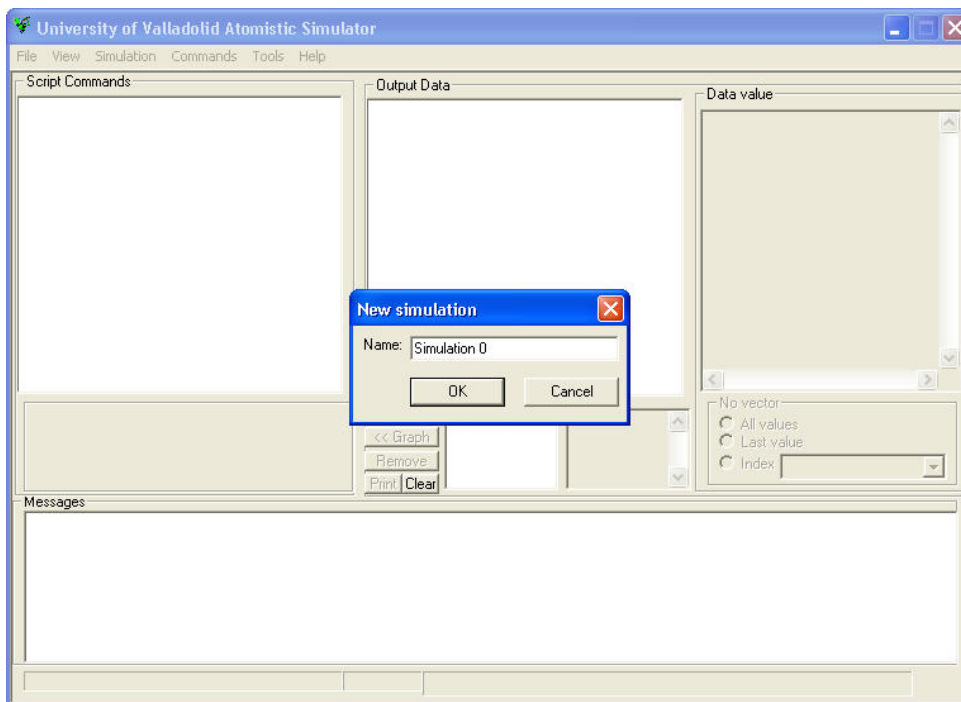 University of Valladolid Atomistic Simulator
File View Simulation Commands Tools Help
Script Commands
Output Data
Data value
New simulation
Name: Simulation 0
OK Cancel
<< Graph
Remove
Print Clear
No vector
All values
Last value
Index
Messages